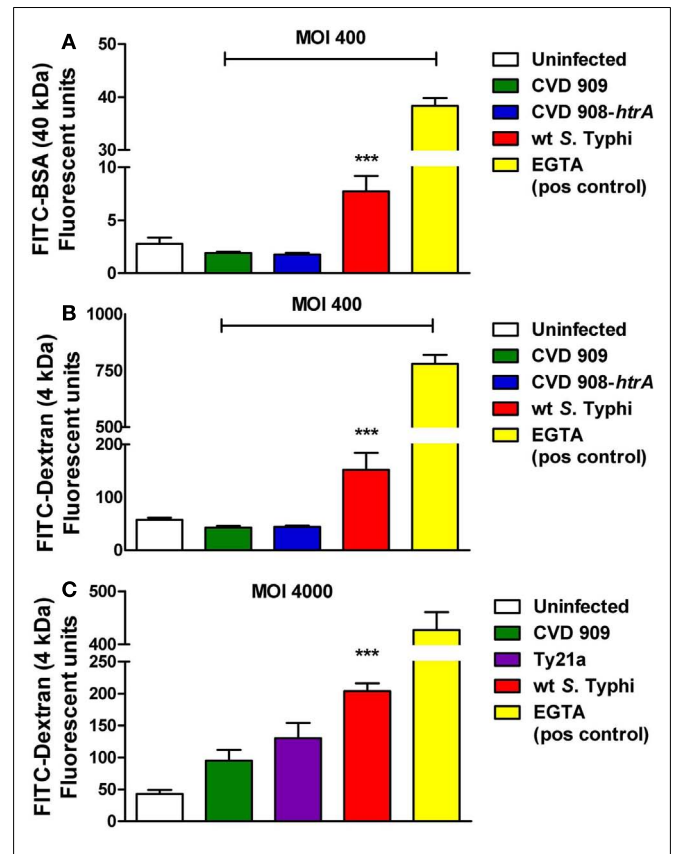 A
MOI 400
FITC-BSA (40 kDa)
Fluorescent units
50
40
30
10
5
0
***
Uninfected
CVD 909
CVD 908-htrA
wt S. Typhi
EGTA
(pos control)
B
MOI 400
FITC-Dextran (4 kDa)
Fluorescent units
1000
750
500
200
100
0
***
Uninfected
CVD 909
CVD 908-htrA
wt S. Typhi
EGTA
(pos control)
C
MOI 4000
FITC-Dextran (4 kDa)
Fluorescent units
500
400
250
200
150
100
50
0
***
Uninfected
CVD 909
Ty21a
wt S. Typhi
EGTA
(pos control)